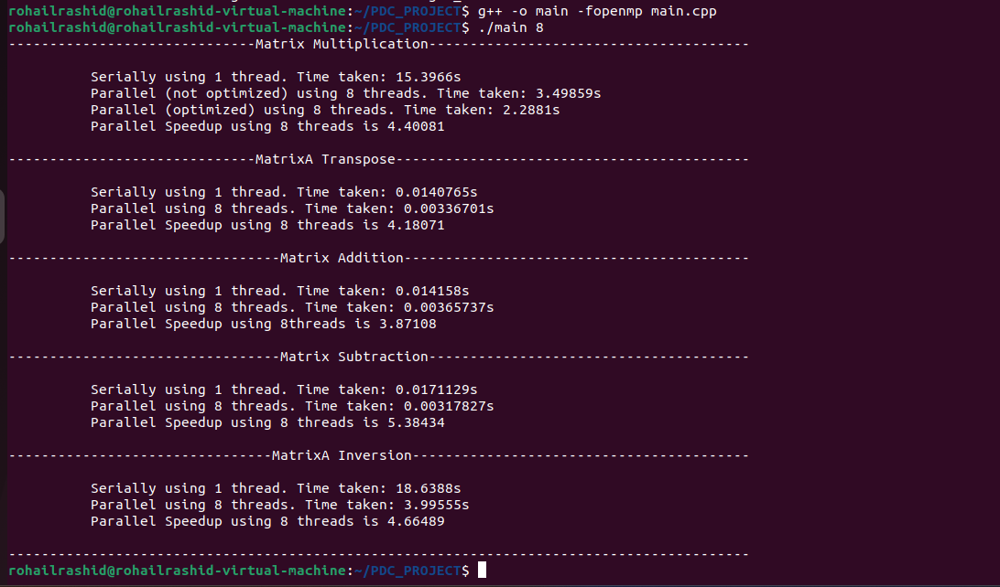 rohailrashid@rohailrashid-virtual-machine:~/PDC_PROJECT$ g++ -o main -fopenmp main.cpp
rohailrashid@rohailrashid-virtual-machine:~/PDC_PROJECT$ ./main 8
------------------------------Matrix Multiplication---------------------------------------
Serially using 1 thread. Time taken: 15.3966s
Parallel (not optimized) using 8 threads. Time taken: 3.49859s
Parallel (optimized) using 8 threads. Time taken: 2.2881s
Parallel Speedup using 8 threads is 4.40081
------------------------------MatrixA Transpose-------------------------------------------
Serially using 1 thread. Time taken: 0.0140765s
Parallel using 8 threads. Time taken: 0.00336701s
Parallel Speedup using 8 threads is 4.18071
---------------------------------Matrix Addition------------------------------------------
Serially using 1 thread. Time taken: 0.014158s
Parallel using 8 threads. Time taken: 0.00365737s
Parallel Speedup using 8threads is 3.87108
---------------------------------Matrix Subtraction---------------------------------------
Serially using 1 thread. Time taken: 0.0171129s
Parallel using 8 threads. Time taken: 0.00317827s
Parallel Speedup using 8 threads is 5.38434
--------------------------------MatrixA Inversion-----------------------------------------
Serially using 1 thread. Time taken: 18.6388s
Parallel using 8 threads. Time taken: 3.99555s
Parallel Speedup using 8 threads is 4.66489
------------------------------------------------------------------------------------------
rohailrashid@rohailrashid-virtual-machine:~/PDC_PROJECT$